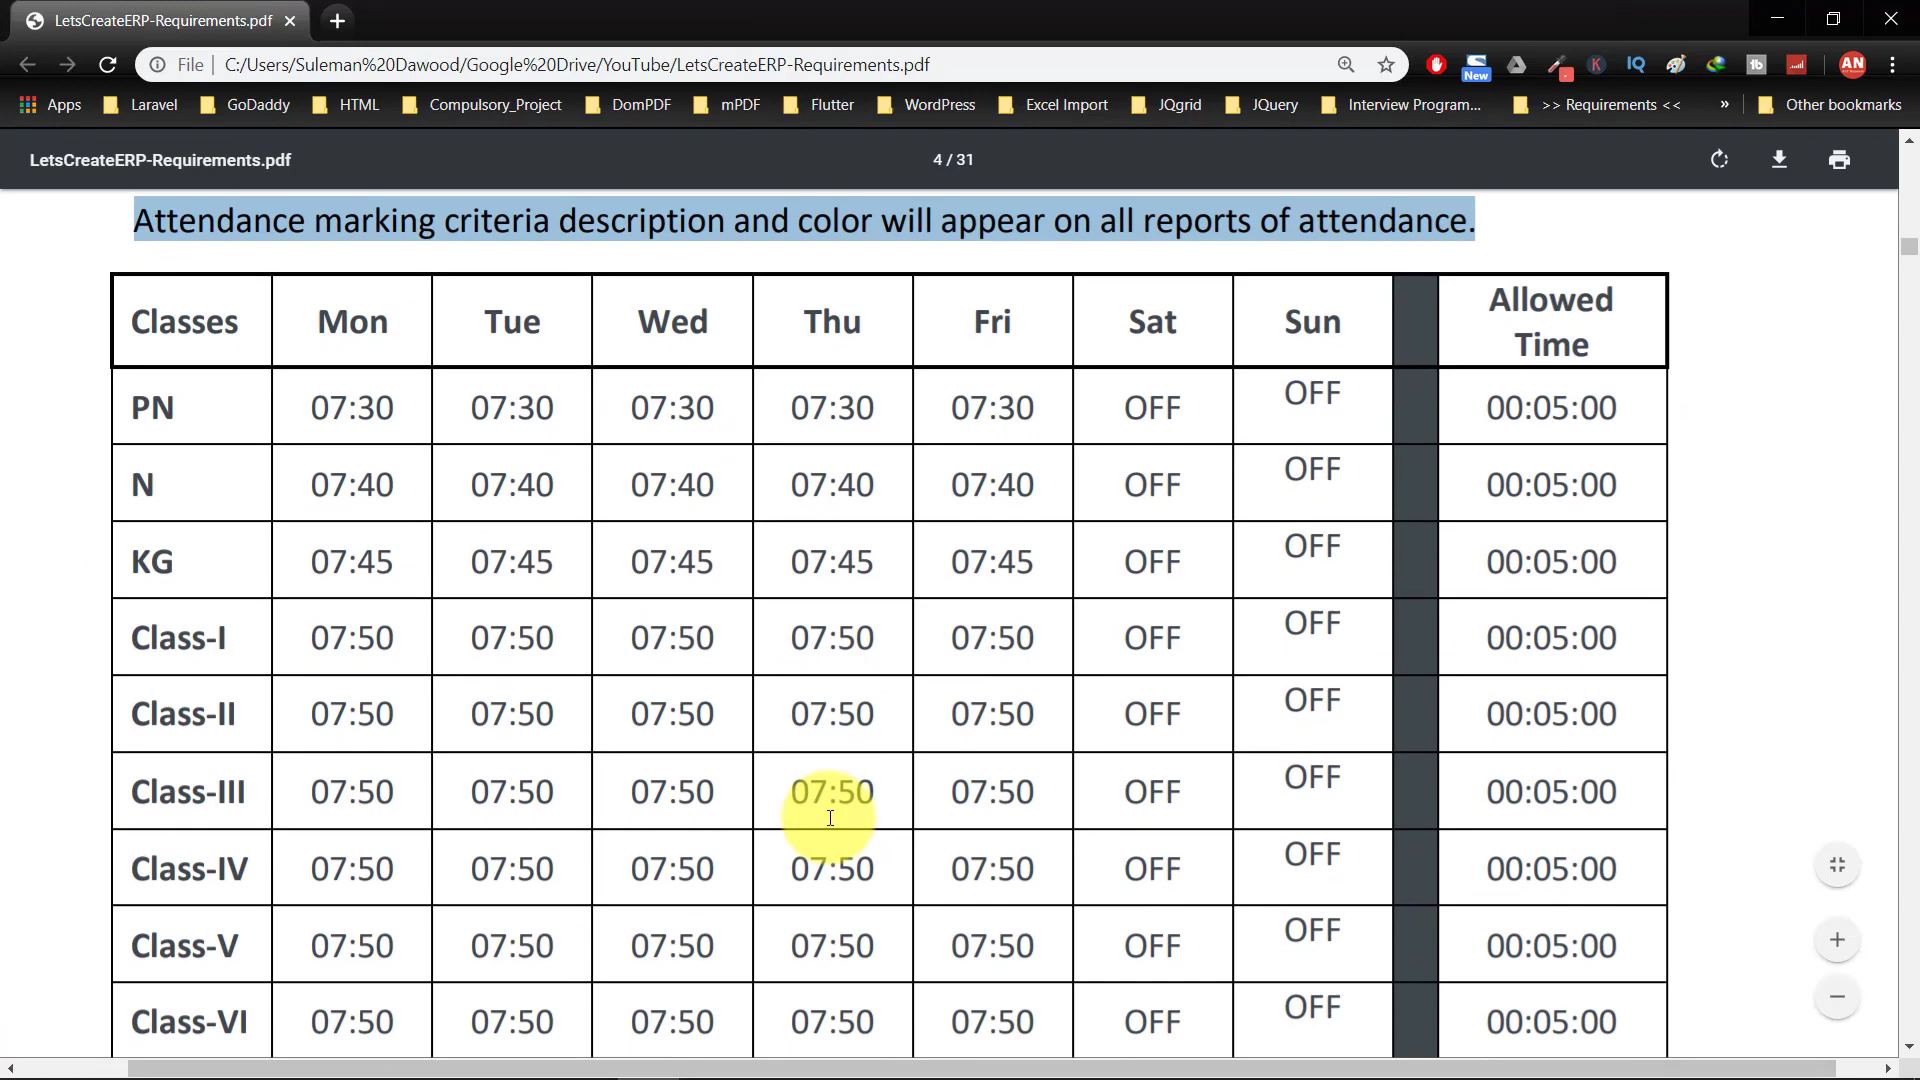 LetsCreateERP-Requirements.pdf
File | C:/Users/Suleman%20Dawood/Google%20Drive/YouTube/LetsCreateERP-Requirements.pdf
New
K
IQ
tb
AN
Apps Laravel GoDaddy HTML Compulsory_Project DomPDF mPDF Flutter WordPress Excel Import JQgrid JQuery Interview Program... >> Requirements << » Other bookmarks
LetsCreateERP-Requirements.pdf 4 / 31
Attendance marking criteria description and color will appear on all reports of attendance.
Classes Mon Tue Wed Thu Fri Sat Sun Allowed Time
PN 07:30 07:30 07:30 07:30 07:30 OFF OFF 00:05:00
N 07:40 07:40 07:40 07:40 07:40 OFF OFF 00:05:00
KG 07:45 07:45 07:45 07:45 07:45 OFF OFF 00:05:00
Class-I 07:50 07:50 07:50 07:50 07:50 OFF OFF 00:05:00
Class-II 07:50 07:50 07:50 07:50 07:50 OFF OFF 00:05:00
Class-III 07:50 07:50 07:50 07:50 07:50 OFF OFF 00:05:00
Class-IV 07:50 07:50 07:50 07:50 07:50 OFF OFF 00:05:00
Class-V 07:50 07:50 07:50 07:50 07:50 OFF OFF 00:05:00
Class-VI 07:50 07:50 07:50 07:50 07:50 OFF OFF 00:05:00